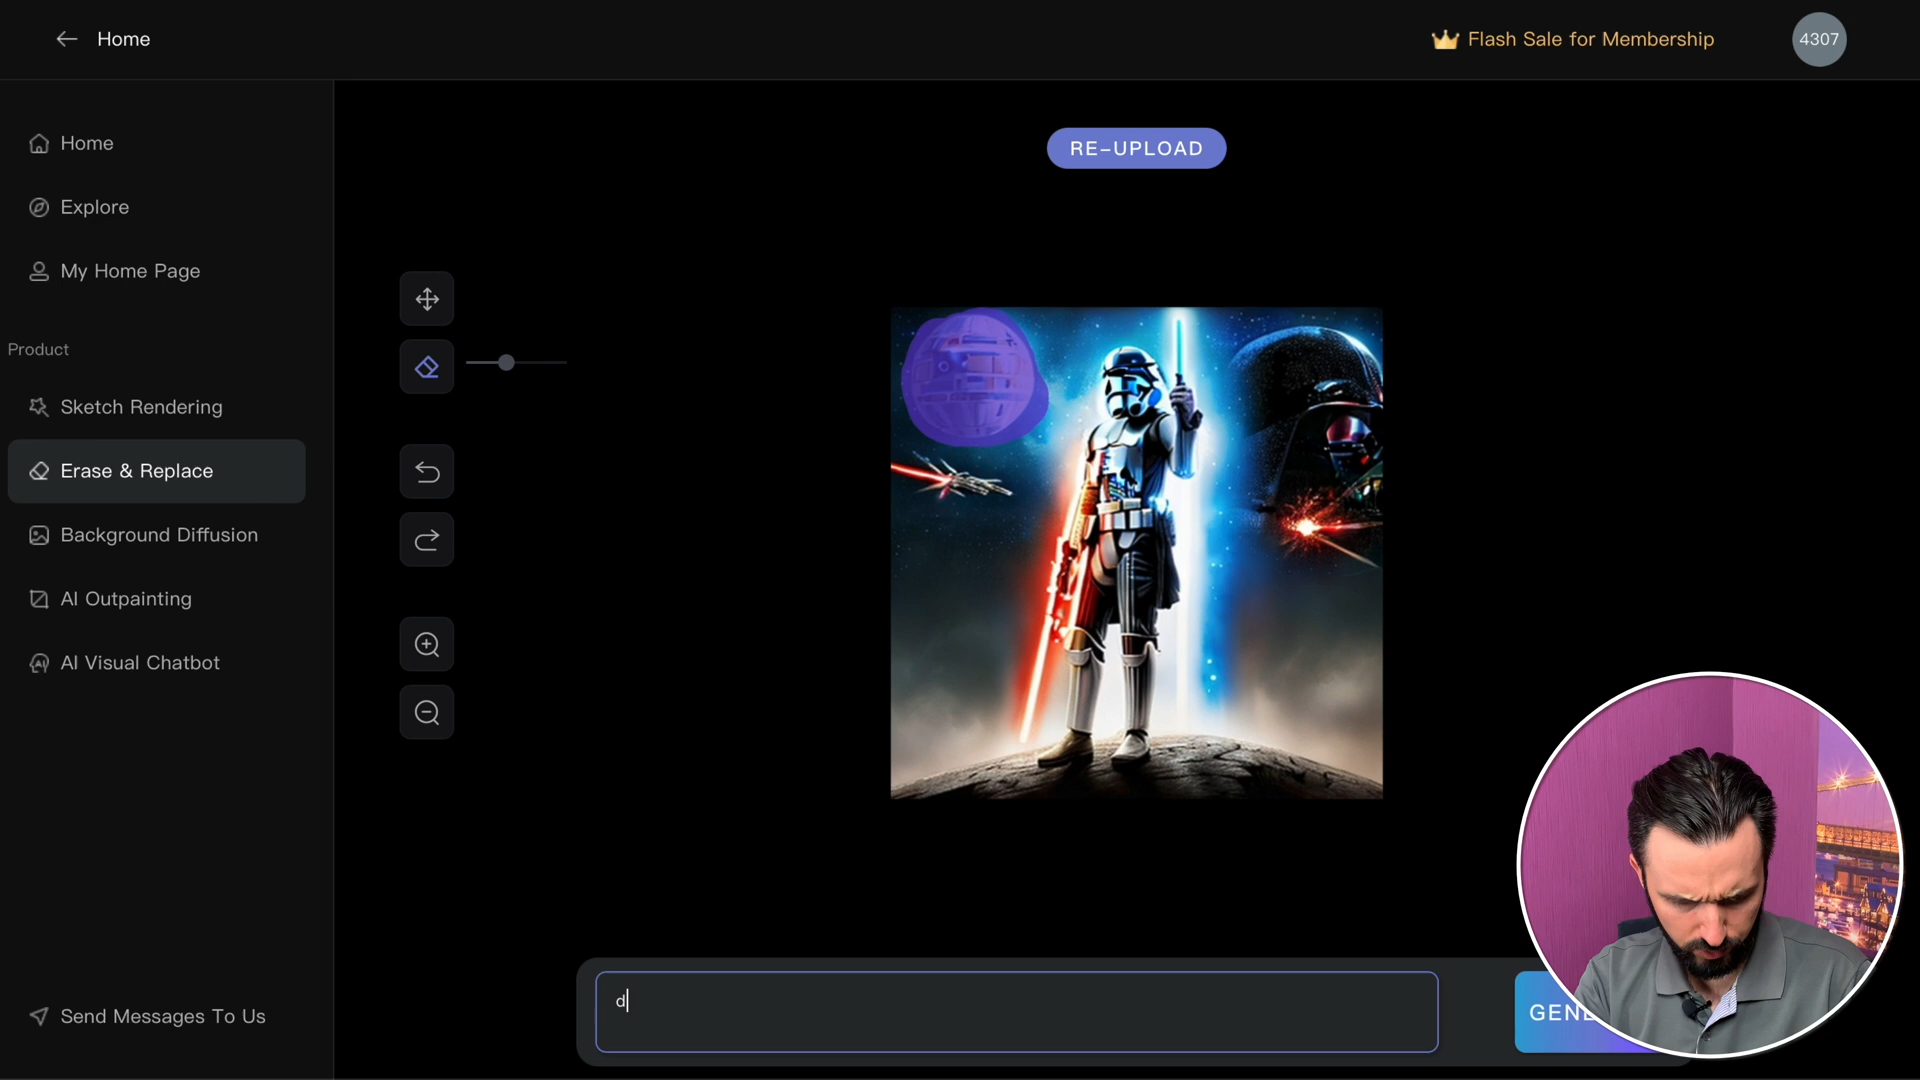 Home
Flash Sale for Membership
4307
Home
Explore
My Home Page
Product
Sketch Rendering
Erase & Replace
Background Diffusion
AI Outpainting
AI Visual Chatbot
Send Messages To Us
RE-UPLOAD
d